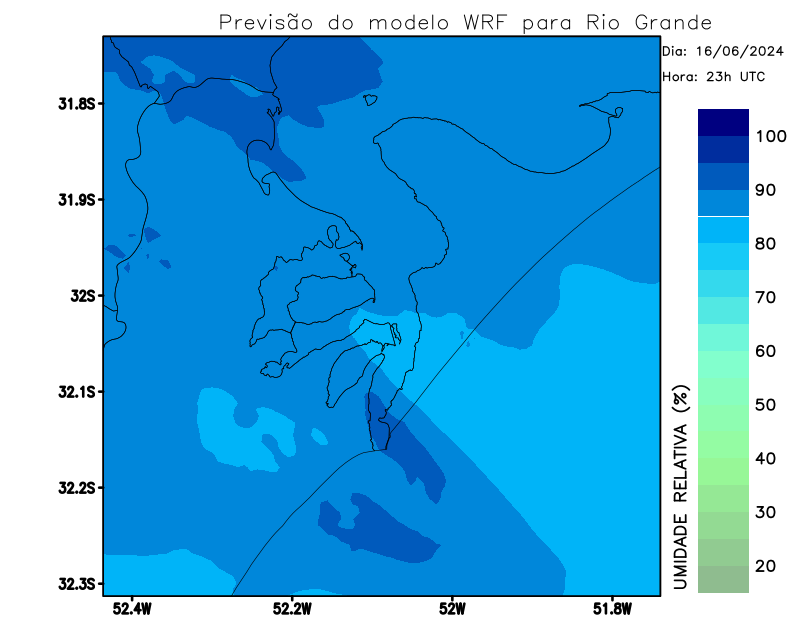 Previsão do modelo WRF para Rio Grande
Dia: 16/06/2024
Hora: 23h UTC
31.8S
31.9S
32S
32.1S
32.2S
32.3S
52.4W
52.2W
52W
51.8W
100
90
80
70
60
50
40
30
20
UMIDADE RELATIVA (%)